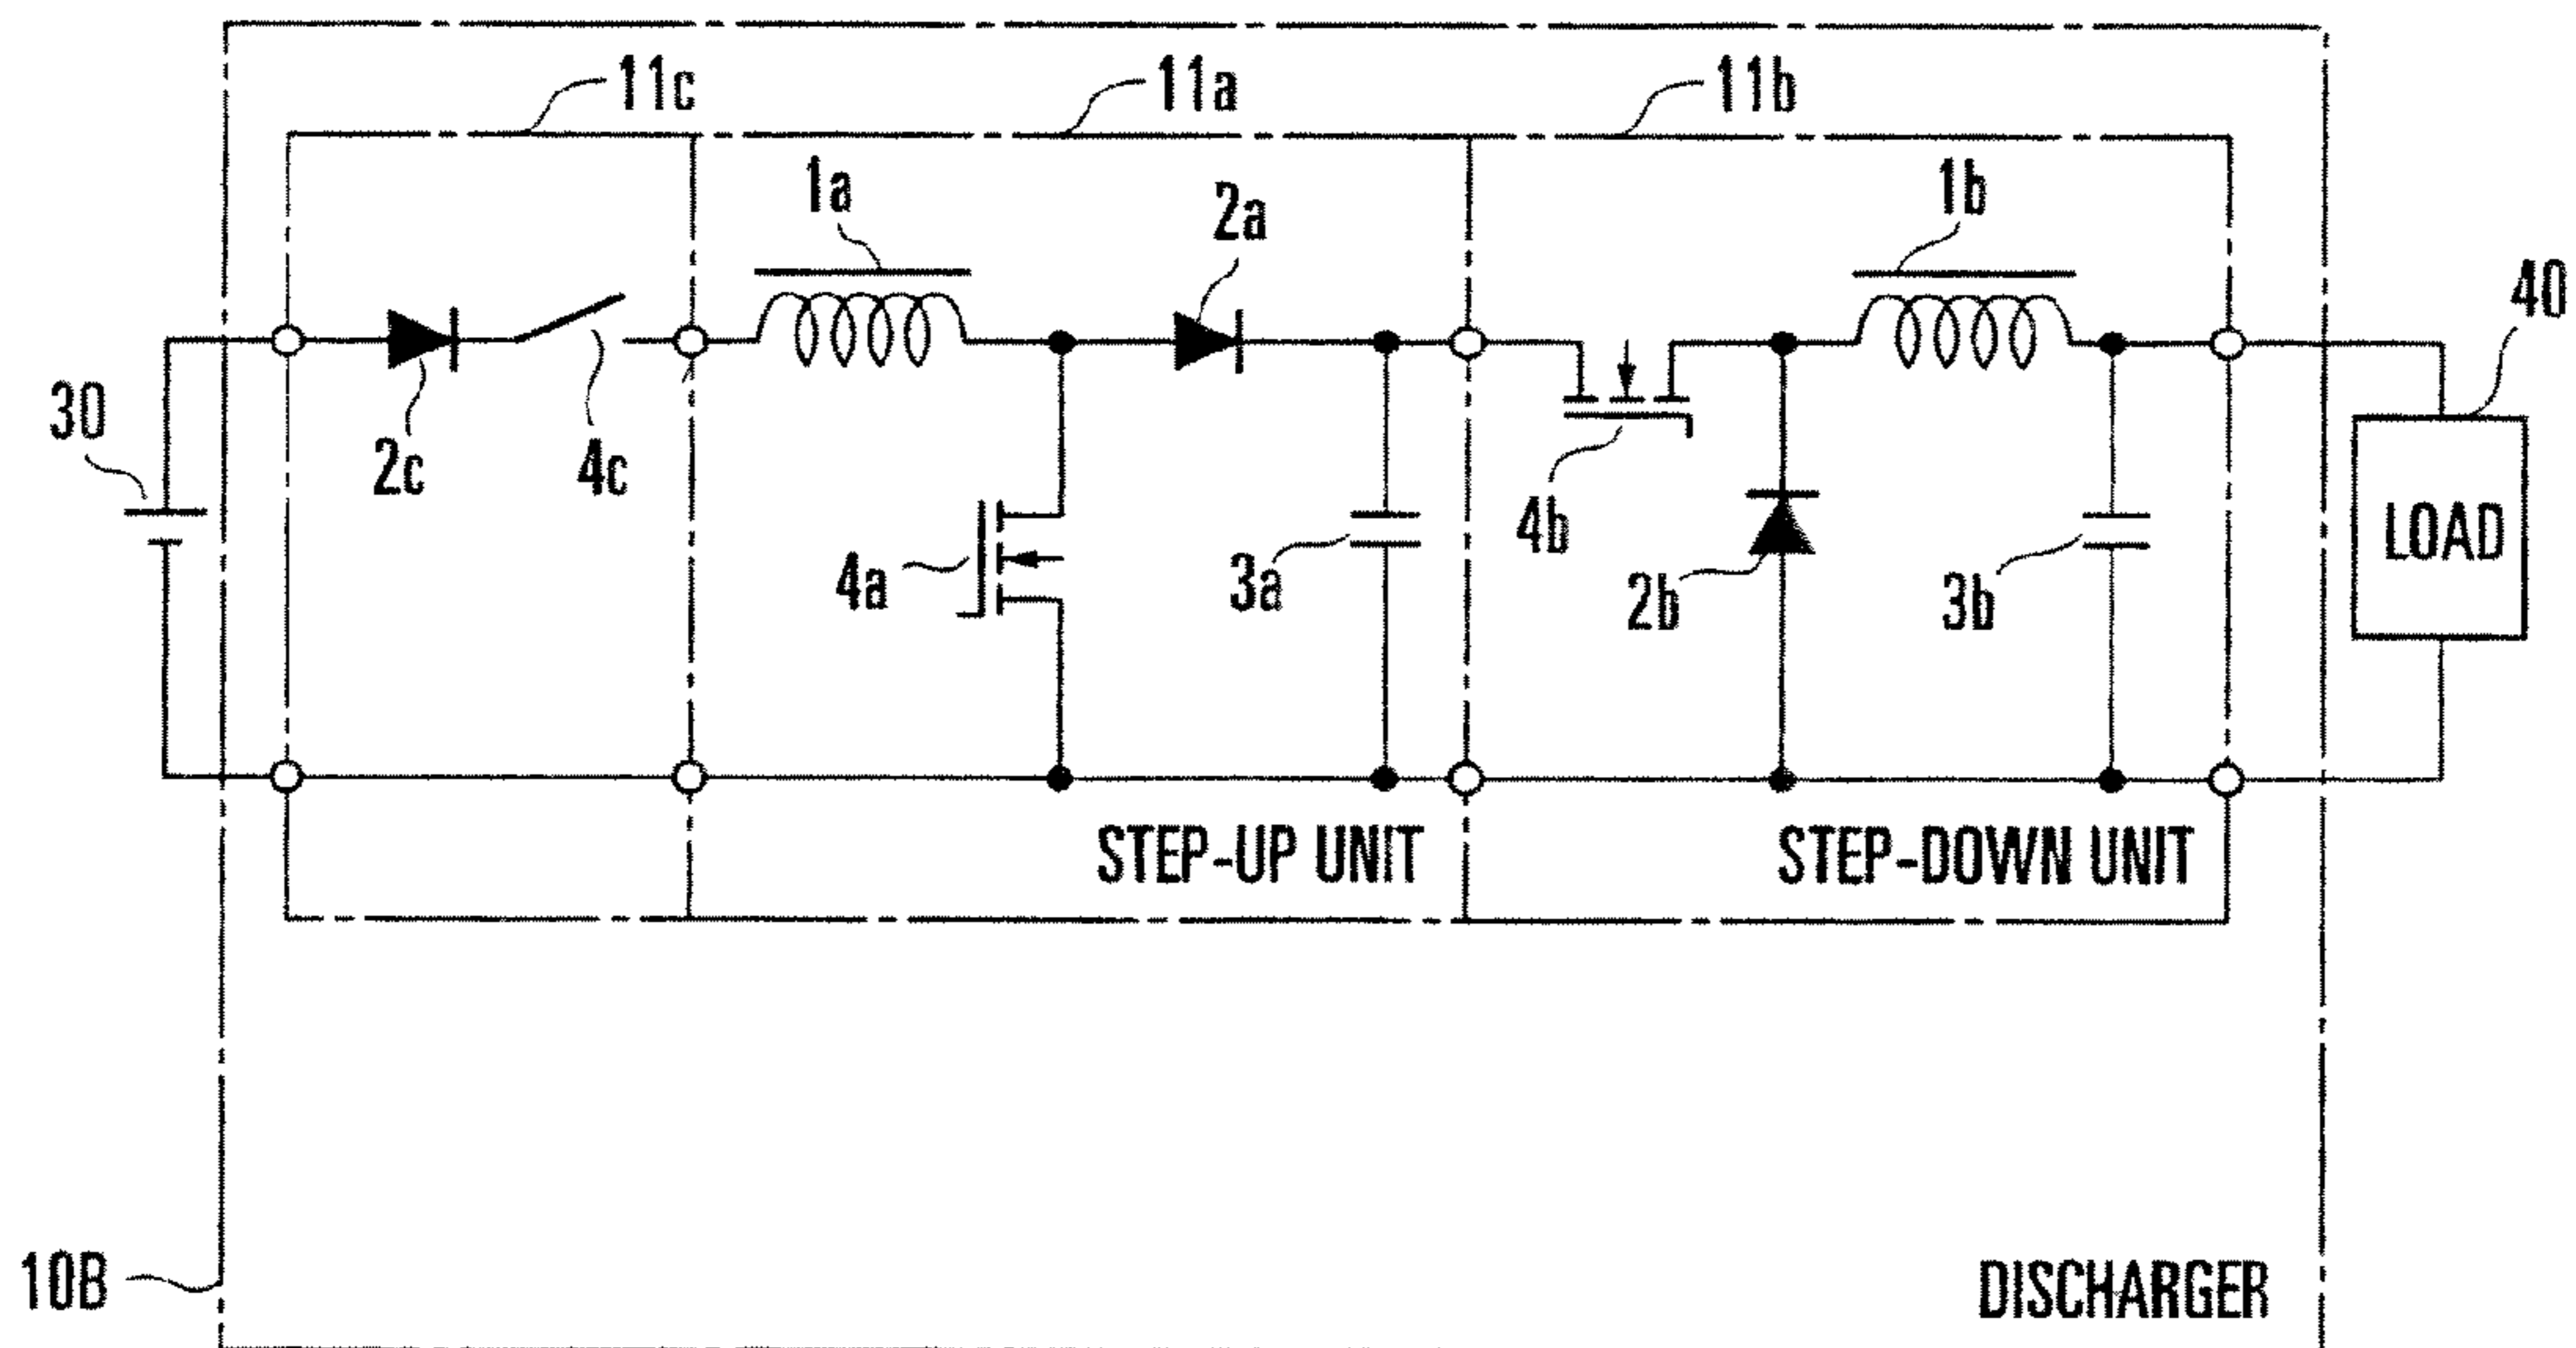 11c
11a
11b
1a
2a
1b
40
30
2c
4c
4b
LOAD
4a
3a
2b
3b
STEP-UP UNIT
STEP-DOWN UNIT
10B
DISCHARGER